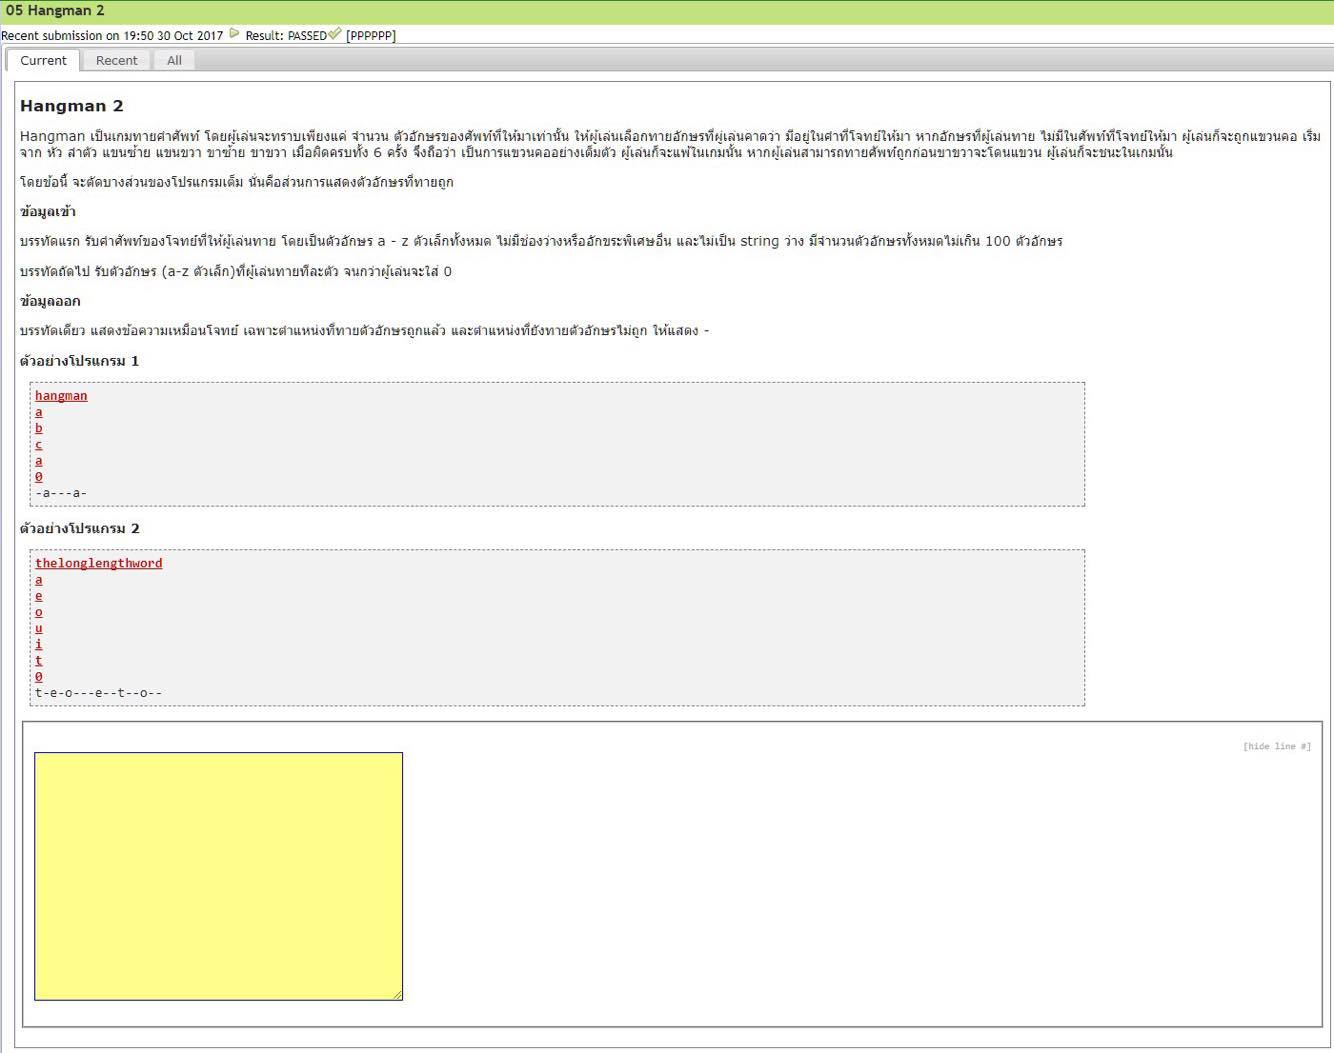 05 Hangman 2
Recent submission on 19:50 30 Oct 2017 Result: PASSED [PPPPPP]
Current Recent All
Hangman 2
Hangman เป็นเกมทายคำศัพท์ โดยผู้เล่นจะทราบเพียงแค่ จำนวน ตัวอักษรของศัพท์ที่ให้มาเท่านั้น ให้ผู้เล่นเลือกทายอักษรที่ผู้เล่นคาดว่า มีอยู่ในคำที่โจทย์ให้มา หากอักษรที่ผู้เล่นทาย ไม่มีในศัพท์ที่โจทย์ให้มา ผู้เล่นก็จะถูกแขวนคอ เริ่ม
จาก หัว ลำตัว แขนซ้าย แขนขวา ขาซ้าย ขาขวา เมื่อผิดครบทั้ง 6 ครั้ง จึงถือว่า เป็นการแขวนคออย่างเต็มตัว ผู้เล่นก็จะแพ้ในเกมนั้น หากผู้เล่นสามารถทายศัพท์ถูกก่อนขาขวาจะโดนแขวน ผู้เล่นก็จะชนะในเกมนั้น
โดยข้อนี้ จะตัดบางส่วนของโปรแกรมเต็ม นั่นคือส่วนการแสดงตัวอักษรที่ทายถูก
ข้อมูลเข้า
บรรทัดแรก รับคำศัพท์ของโจทย์ที่ให้ผู้เล่นทาย โดยเป็นตัวอักษร a - z ตัวเล็กทั้งหมด ไม่มีช่องว่างหรืออักขระพิเศษอื่น และไม่เป็น string ว่าง มีจำนวนตัวอักษรทั้งหมดไม่เกิน 100 ตัวอักษร
บรรทัดถัดไป รับตัวอักษร (a-z ตัวเล็ก)ที่ผู้เล่นทายทีละตัว จนกว่าผู้เล่นจะใส่ 0
ข้อมูลออก
บรรทัดเดียว แสดงข้อความเหมือนโจทย์ เฉพาะตำแหน่งที่ทายตัวอักษรถูกแล้ว และตำแหน่งที่ยังทายตัวอักษรไม่ถูก ให้แสดง -
ตัวอย่างโปรแกรม 1
hangman
a
b
c
a
0
-a---a-
ตัวอย่างโปรแกรม 2
thelonglengthword
a
e
o
u
i
t
0
t-e-o---e--t--o--
[hide line #]